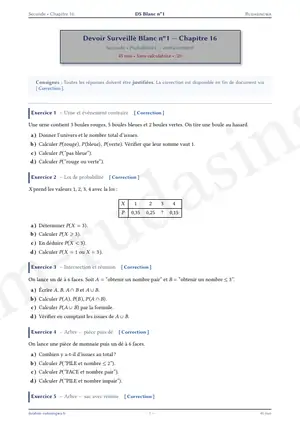 Seconde • Chapitre 16 DS Blanc n°1 Probabilités
Devoir Surveillé Blanc n°1 — Chapitre 16
Seconde • Probabilités — entraînement
45 min • Sans calculatrice • /20
Consignes : Toutes les réponses doivent être justifiées. La correction est disponible en fin de document via
[ Correction ].
Exercice 1 — Urne et événement contraire [ Correction ]
Une urne contient 3 boules rouges, 5 boules bleues et 2 boules vertes. On tire une boule au hasard.
a) Donner l'univers et le nombre total d'issues.
b) Calculer P(rouge), P(bleue), P(verte). Vérifier que leur somme vaut 1.
c) Calculer P("pas bleue").
d) Calculer P("rouge ou verte").
Exercice 2 — Loi de probabilité [ Correction ]
X prend les valeurs 1, 2, 3, 4 avec la loi :
X 1 2 3 4
P 0,35 0,25 ? 0,15
a) Déterminer P(X = 3).
b) Calculer P(X ≥ 3).
c) En déduire P(X < 3).
d) Calculer P(X = 1 ou X = 3).
Exercice 3 — Intersection et réunion [ Correction ]
On lance un dé à 6 faces. Soit A = "obtenir un nombre pair" et B = "obtenir un nombre ≤ 3".
a) Écrire A, B, A ∩ B et A ∪ B.
b) Calculer P(A), P(B), P(A ∩ B).
c) Calculer P(A ∪ B) par la formule.
d) Vérifier en comptant les issues de A ∪ B.
Exercice 4 — Arbre – pièce puis dé [ Correction ]
On lance une pièce de monnaie puis un dé à 6 faces.
a) Combien y a-t-il d'issues au total ?
b) Calculer P("PILE et nombre ≤ 2").
c) Calculer P("FACE et nombre pair").
d) Calculer P("PILE et nombre impair").
Exercice 5 — Arbre – sac avec remise [ Correction ]